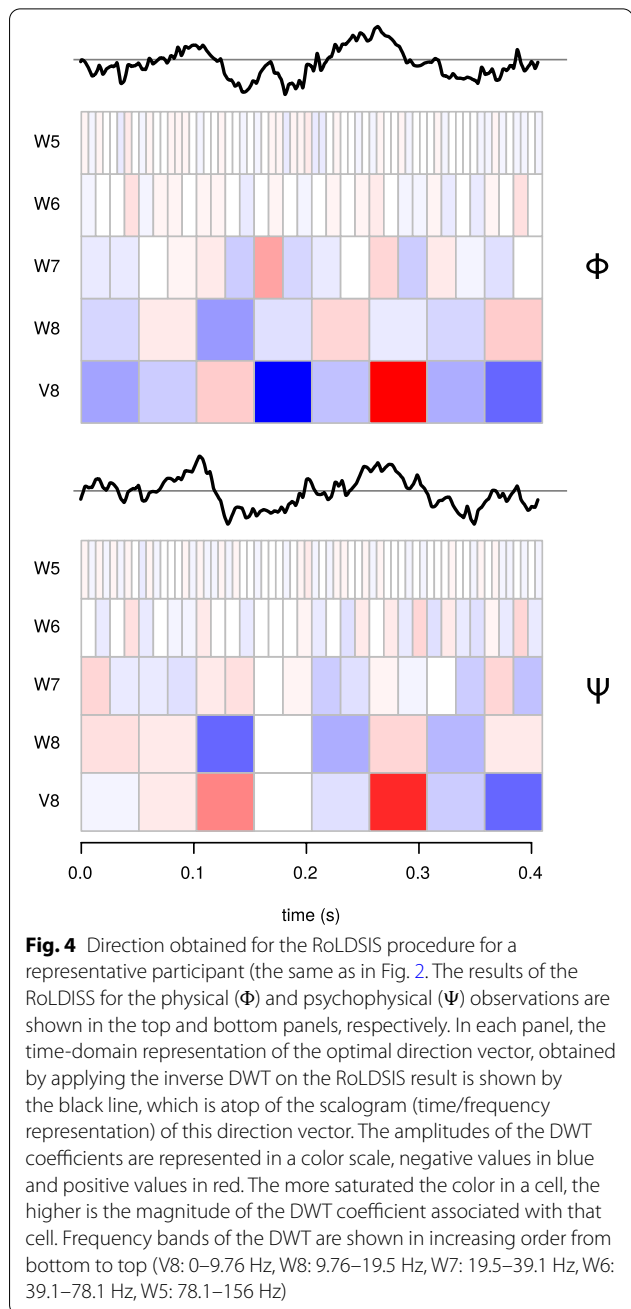 W5
W6
W7
Φ
W8
V8
W5
W6
W7
Ψ
W8
V8
0.0 0.1 0.2 0.3 0.4
time (s)
Fig. 4 Direction obtained for the RoLDSIS procedure for a
representative participant (the same as in Fig. 2. The results of the
RoLDISS for the physical (Φ) and psychophysical (Ψ) observations are
shown in the top and bottom panels, respectively. In each panel, the
time-domain representation of the optimal direction vector, obtained
by applying the inverse DWT on the RoLDSIS result is shown by
the black line, which is atop of the scalogram (time/frequency
representation) of this direction vector. The amplitudes of the DWT
coefficients are represented in a color scale, negative values in blue
and positive values in red. The more saturated the color in a cell, the
higher is the magnitude of the DWT coefficient associated with that
cell. Frequency bands of the DWT are shown in increasing order from
bottom to top (V8: 0–9.76 Hz, W8: 9.76–19.5 Hz, W7: 19.5–39.1 Hz, W6:
39.1–78.1 Hz, W5: 78.1–156 Hz)